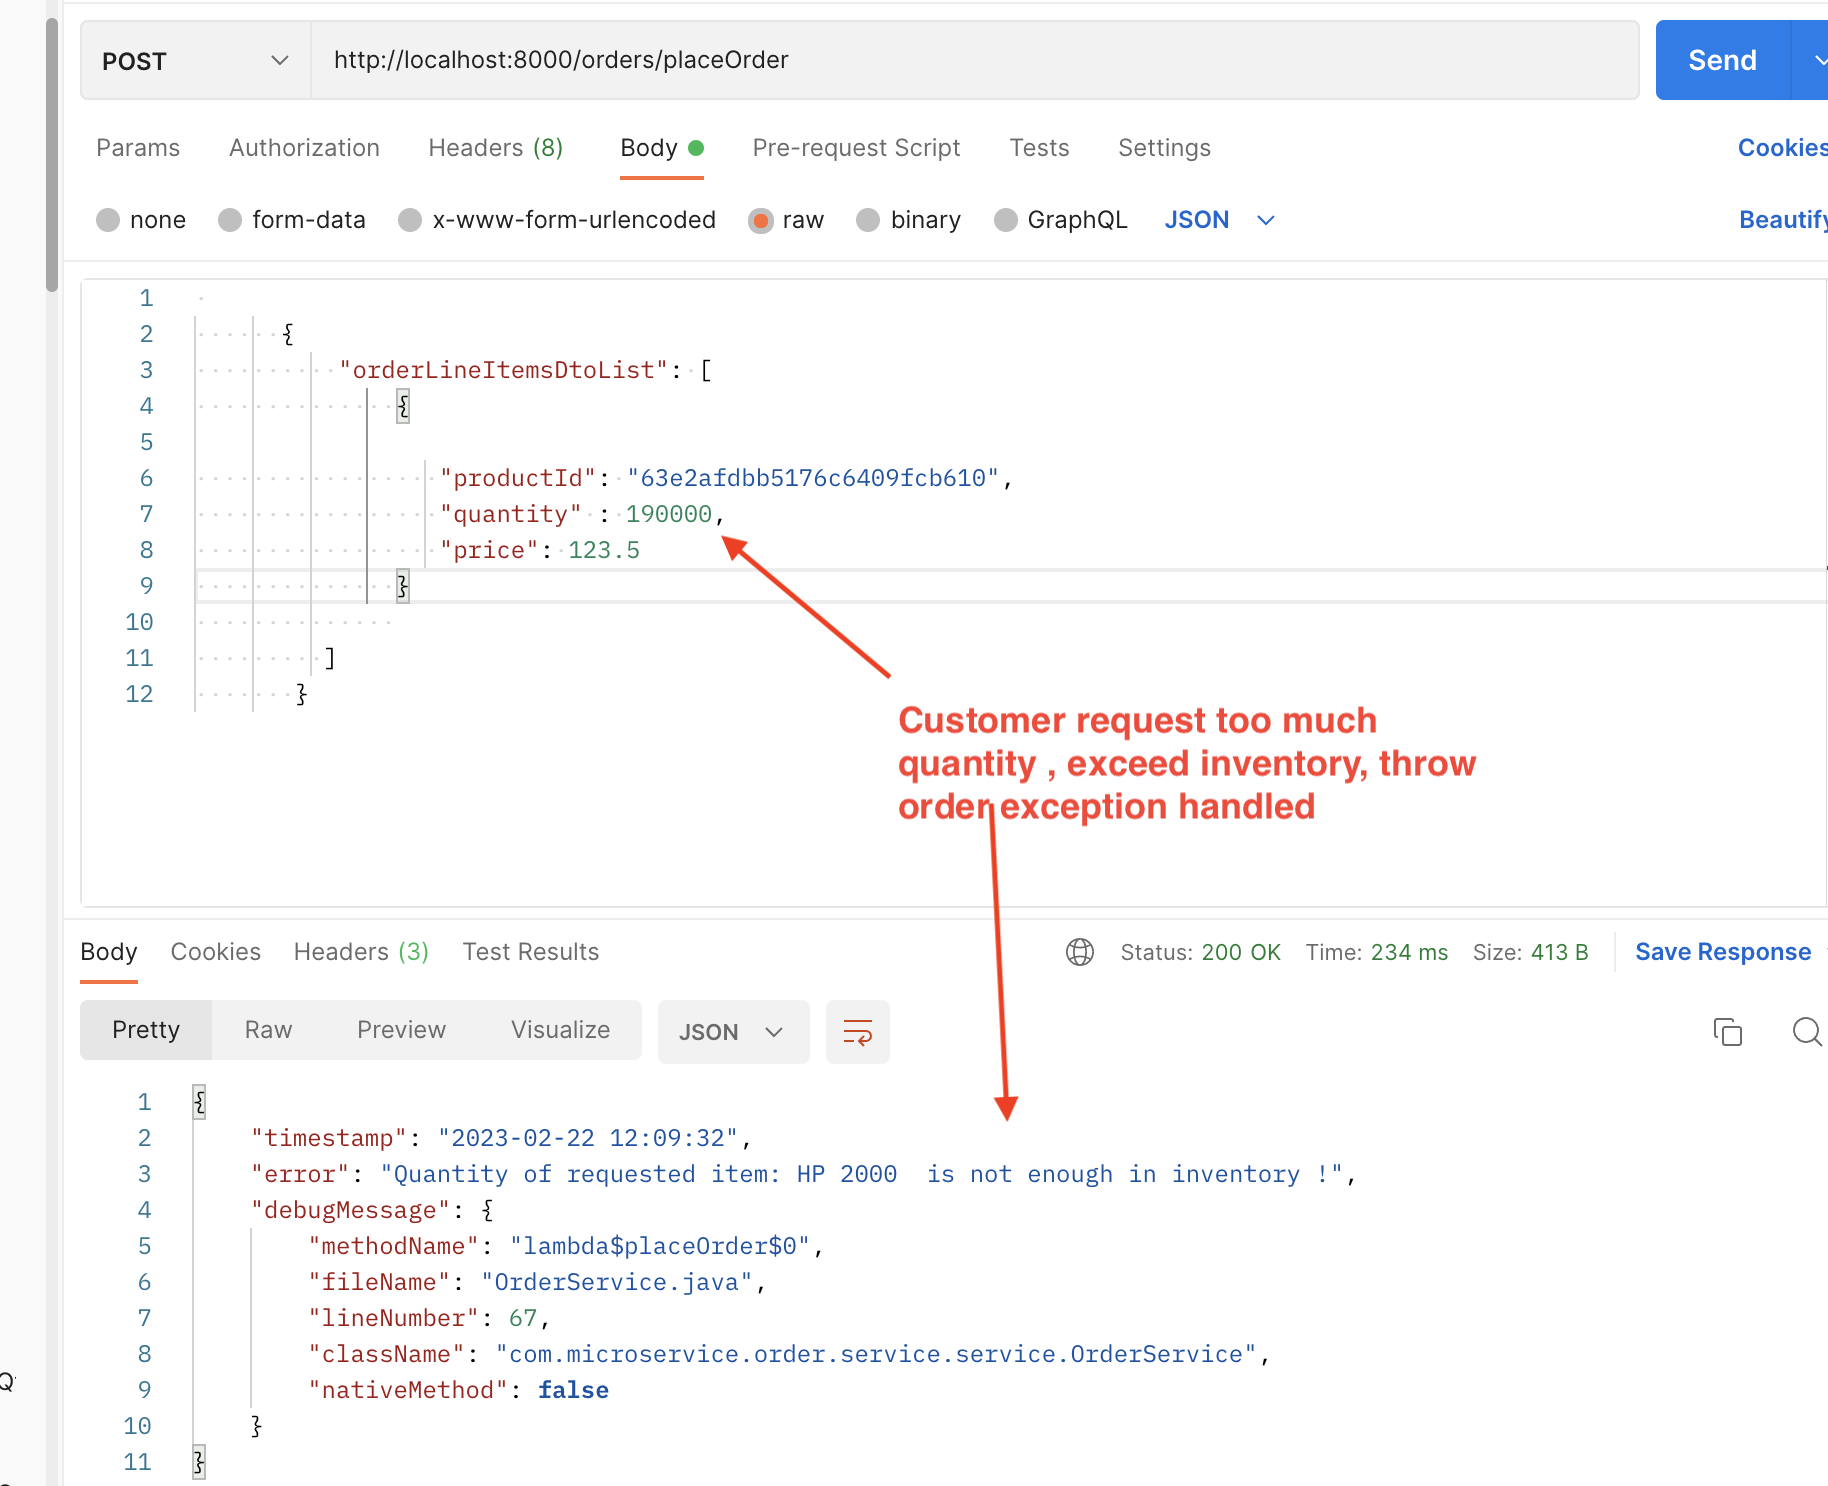 POST http://localhost:8000/orders/placeOrder Send
Params Authorization Headers (8) Body Pre-request Script Tests Settings Cookies
none form-data x-www-form-urlencoded raw binary GraphQL JSON Beautify
1
2 {
3 "orderLineItemsDtoList": [
4 {
5
6 "productId": "63e2afdbb5176c6409fcb610",
7 "quantity" : 190000,
8 "price": 123.5
9 }
10
11 ]
12 }
Customer request too much
quantity , exceed inventory, throw
order exception handled
Body Cookies Headers (3) Test Results Status: 200 OK Time: 234 ms Size: 413 B Save Response
Pretty Raw Preview Visualize JSON
1 {
2 "timestamp": "2023-02-22 12:09:32",
3 "error": "Quantity of requested item: HP 2000  is not enough in inventory !",
4 "debugMessage": {
5 "methodName": "lambda$placeOrder$0",
6 "fileName": "OrderService.java",
7 "lineNumber": 67,
8 "className": "com.microservice.order.service.service.OrderService",
9 "nativeMethod": false
10 }
11 }